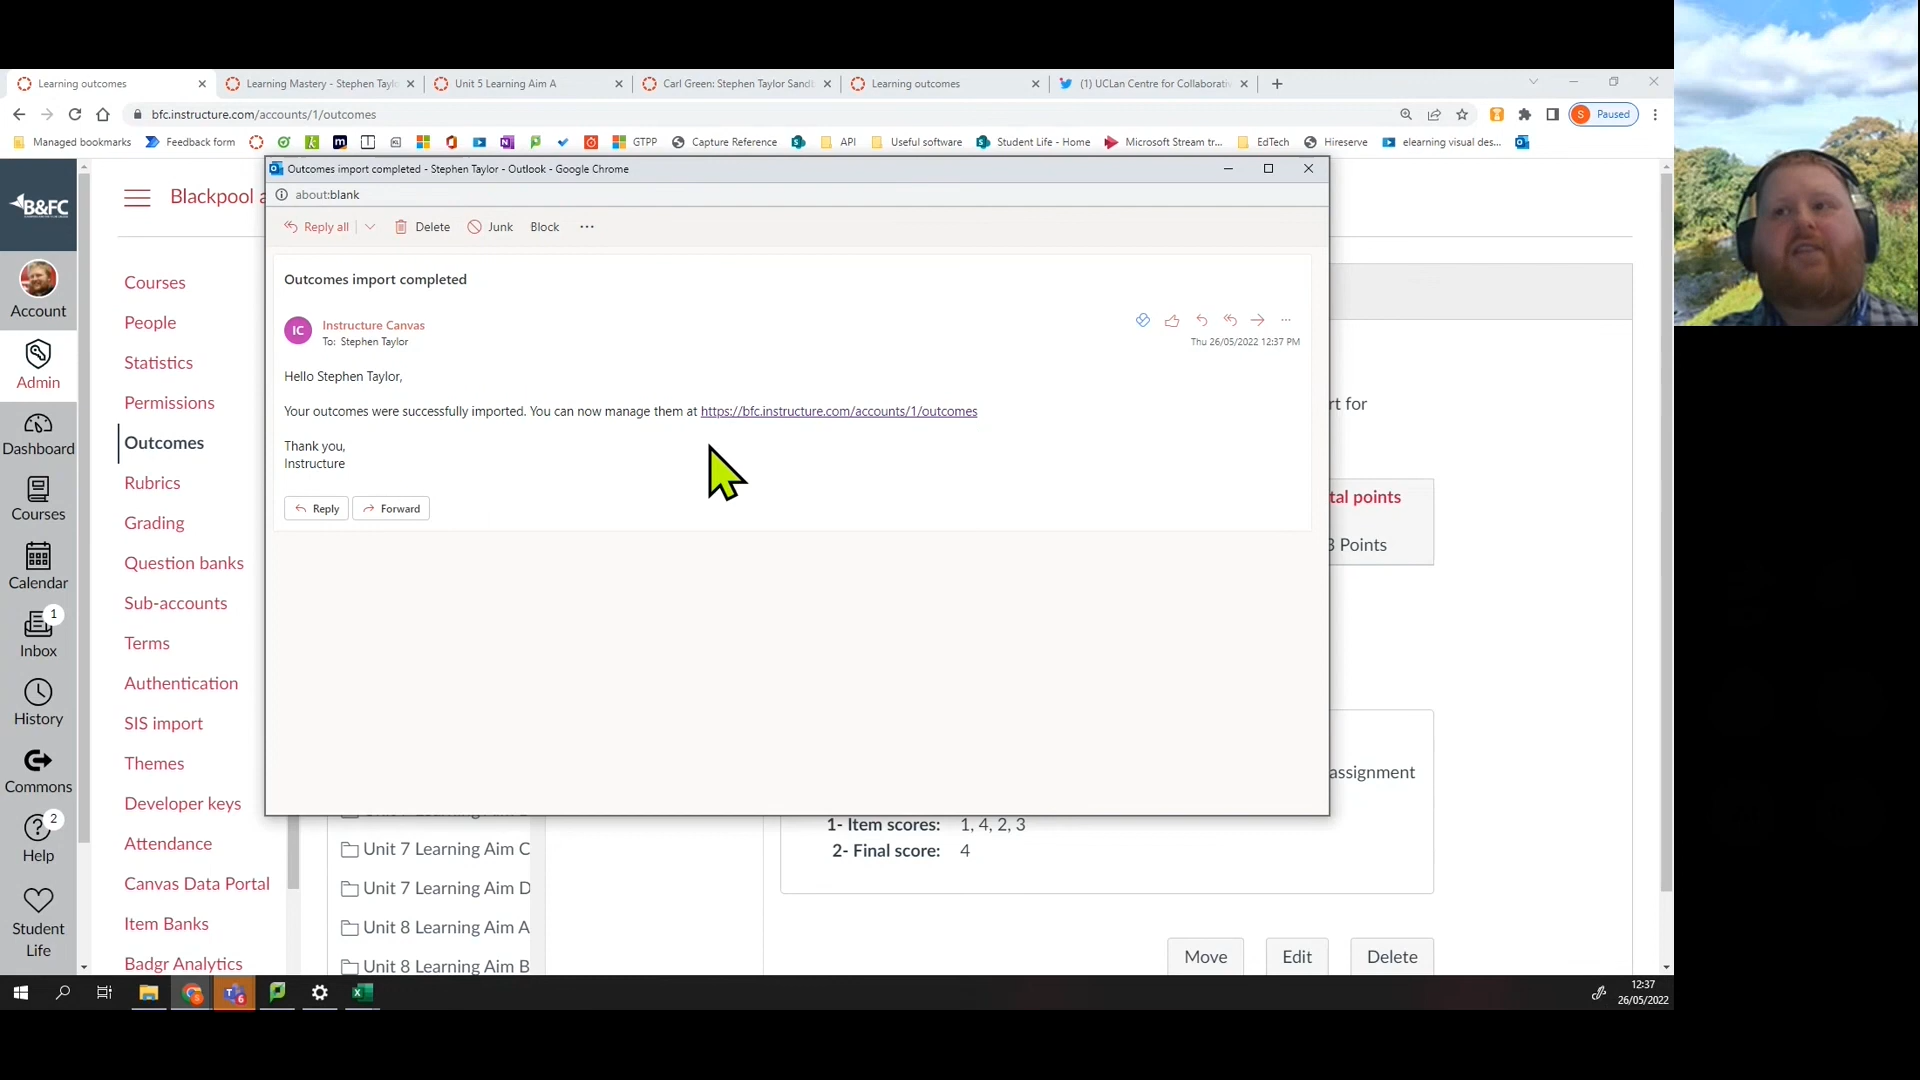 Learning outcomes
Learning Mastery - Stephen Taylo
Unit 5 Learning Aim A
Carl Green: Stephen Taylor Sandb
Learning outcomes
(1) UCLan Centre for Collaborativ
bfc.instructure.com/accounts/1/outcomes
S Paused
Managed bookmarks
Feedback form
GTPP
Capture Reference
API
Useful software
Student Life - Home
Microsoft Stream tr...
EdTech
Hireserve
elearning visual des...
Outcomes import completed - Stephen Taylor - Outlook - Google Chrome
about:blank
Reply all
Delete
Junk
Block
Outcomes import completed
IC
Instructure Canvas
To: Stephen Taylor
Thu 26/05/2022 12:37 PM
Hello Stephen Taylor,
Your outcomes were successfully imported. You can now manage them at https://bfc.instructure.com/accounts/1/outcomes
Thank you,
Instructure
Reply
Forward
B&FC
Account
Admin
Dashboard
Courses
Calendar
1
Inbox
History
Commons
2
Help
Student
Life
Blackpool a
Courses
People
Statistics
Permissions
Outcomes
Rubrics
Grading
Question banks
Sub-accounts
Terms
Authentication
SIS import
Themes
Developer keys
Attendance
Canvas Data Portal
Item Banks
Badgr Analytics
rt for
tal points
3 Points
assignment
1- Item scores: 1, 4, 2, 3
2- Final score: 4
Unit 7 Learning Aim C
Unit 7 Learning Aim D
Unit 8 Learning Aim A
Unit 8 Learning Aim B
Move
Edit
Delete
12:37
26/05/2022